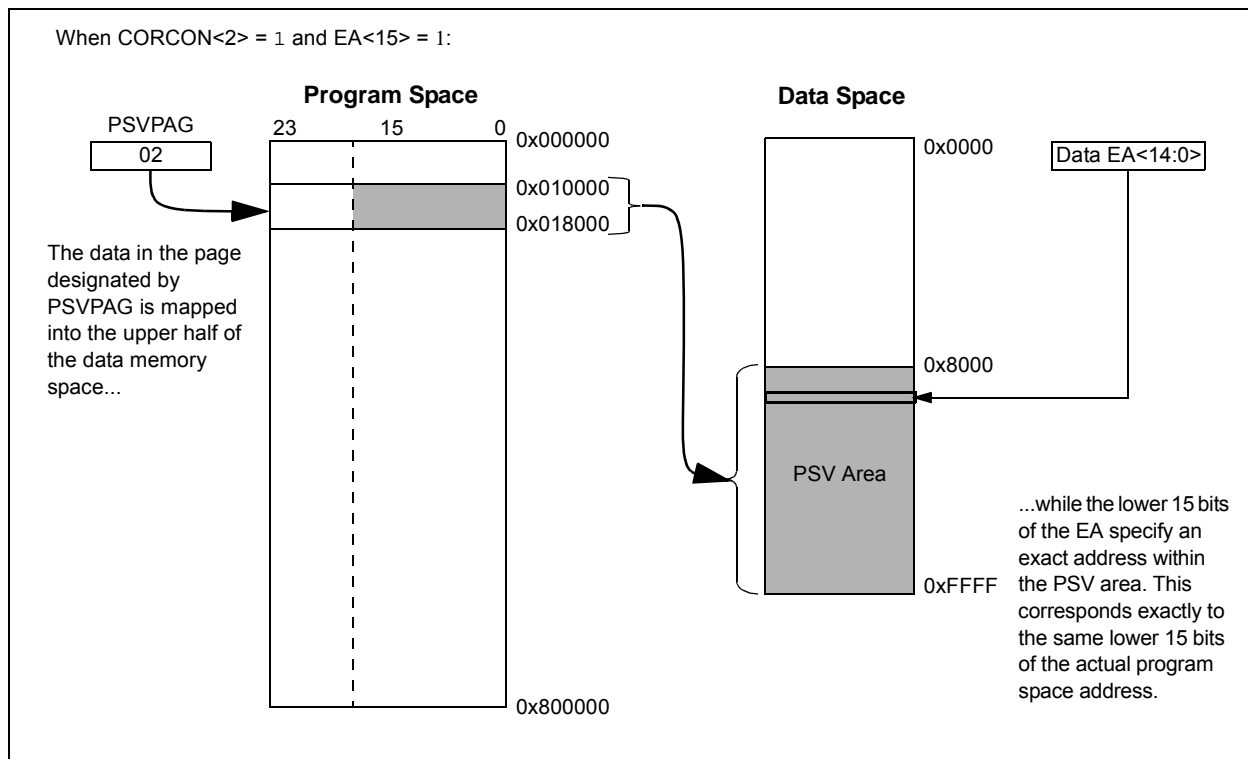 When CORCON<2> = 1 and EA<15> = 1:
Program Space
Data Space
PSVPAG
02
23 15 0
0x000000
0x010000
0x018000
0x800000
The data in the page
designated by
PSVPAG is mapped
into the upper half of
the data memory
space...
0x0000
0x8000
PSV Area
0xFFFF
Data EA<14:0>
...while the lower 15 bits
of the EA specify an
exact address within
the PSV area. This
corresponds exactly to
the same lower 15 bits
of the actual program
space address.